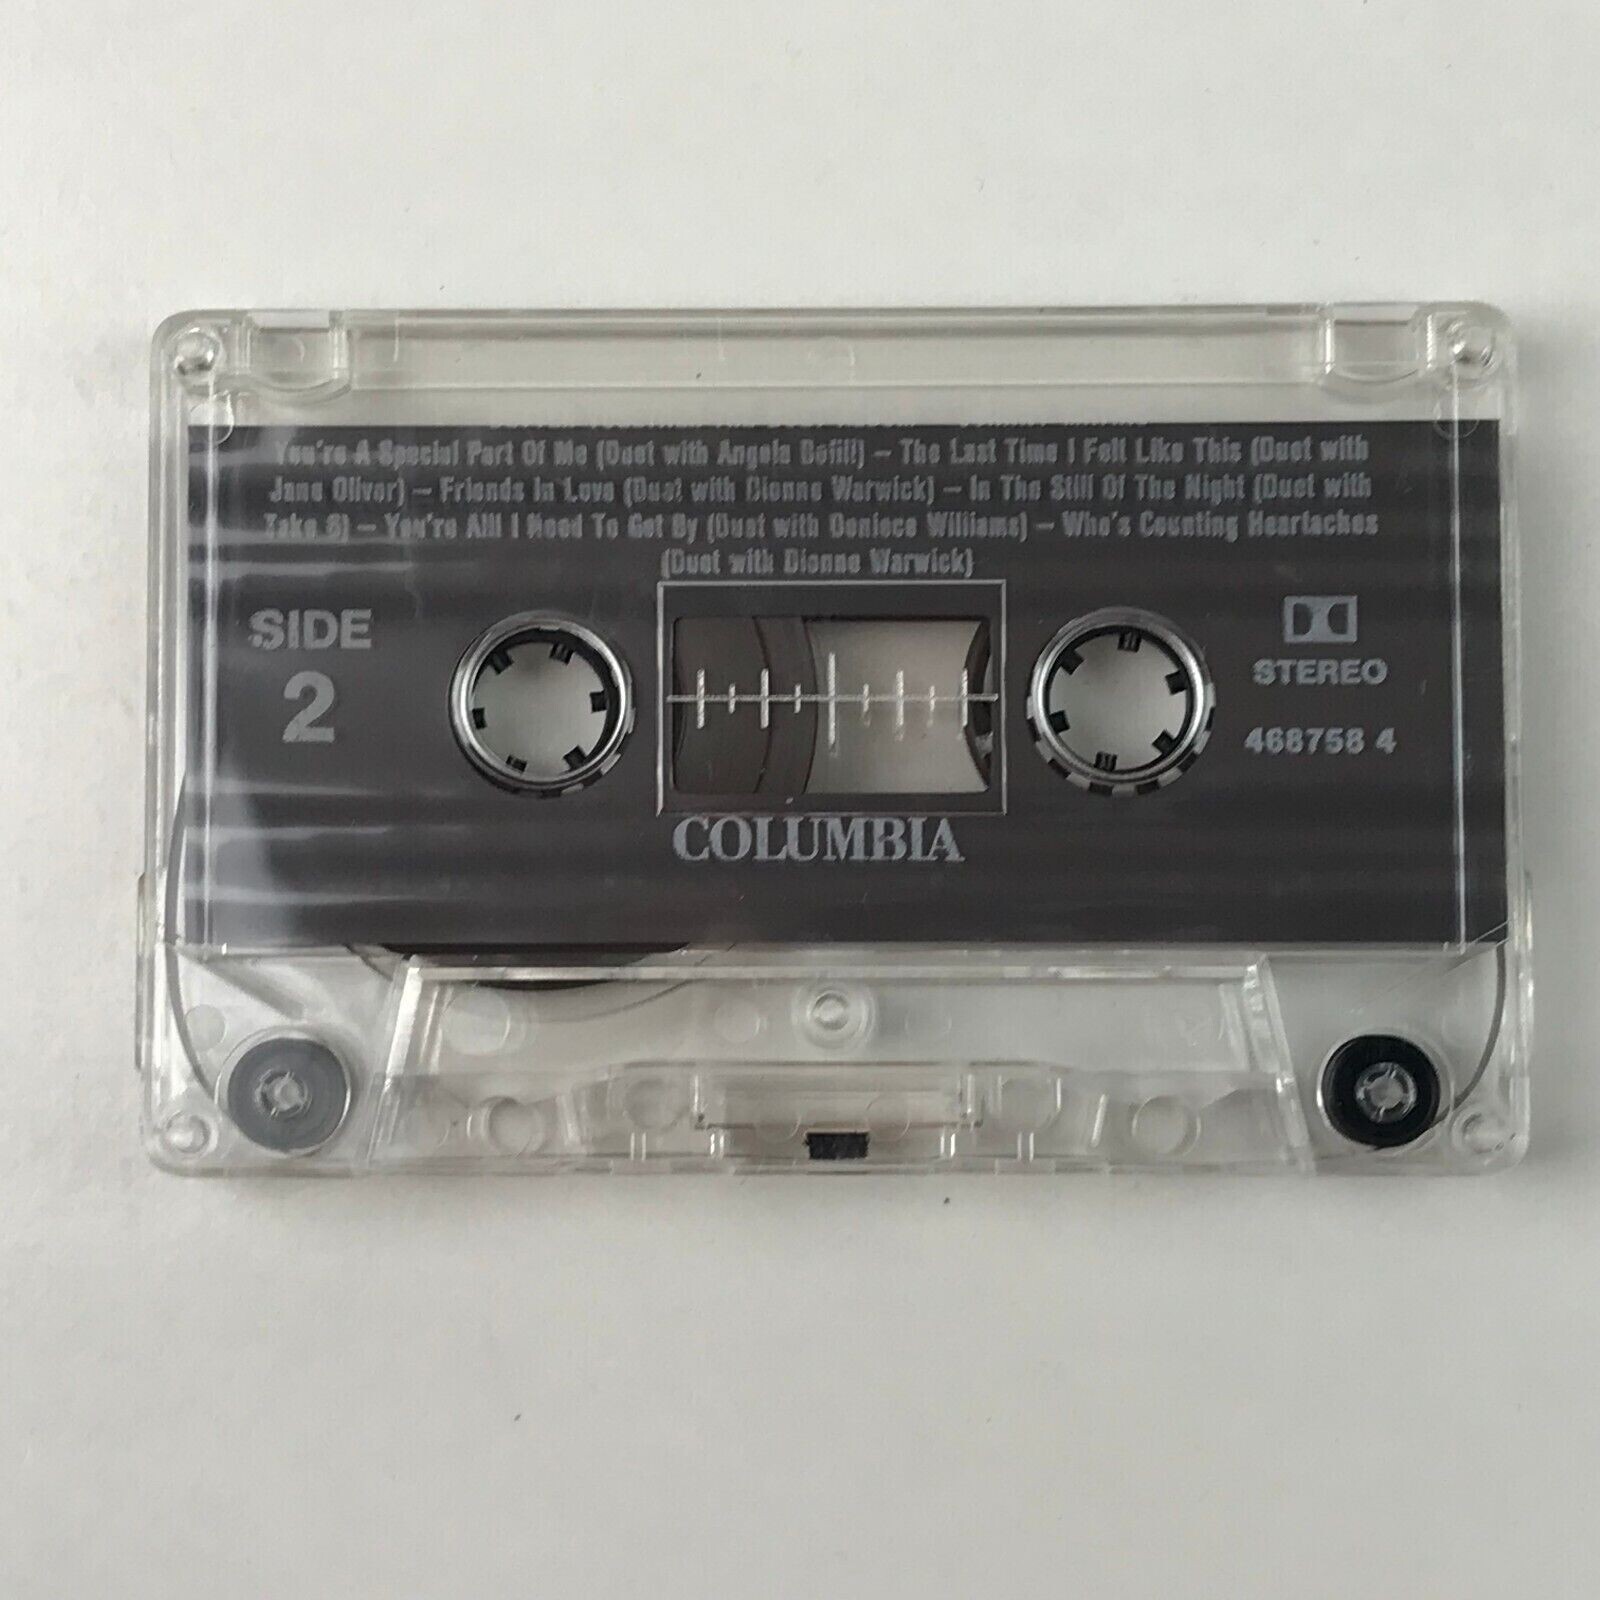 You're A Special Part Of Me (Duet with Angela Bofill) – The Last Time I Felt Like This (Duet with
Jane Oliver) – Friends In Love (Duet with Dionne Warwick) – In The Still Of The Night (Duet with
Take 6) – You're Alll I Need To Get By (Duet with Deniece Williams) – Who's Counting Heartaches
(Duet with Dionne Warwick)
SIDE
2
STEREO
468758 4
COLUMBIA